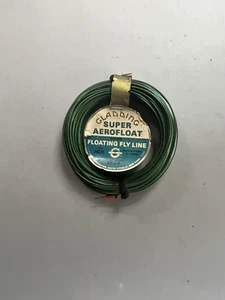 GLADDING
SUPER
AEROFLOAT
FLOATING FLY LINE